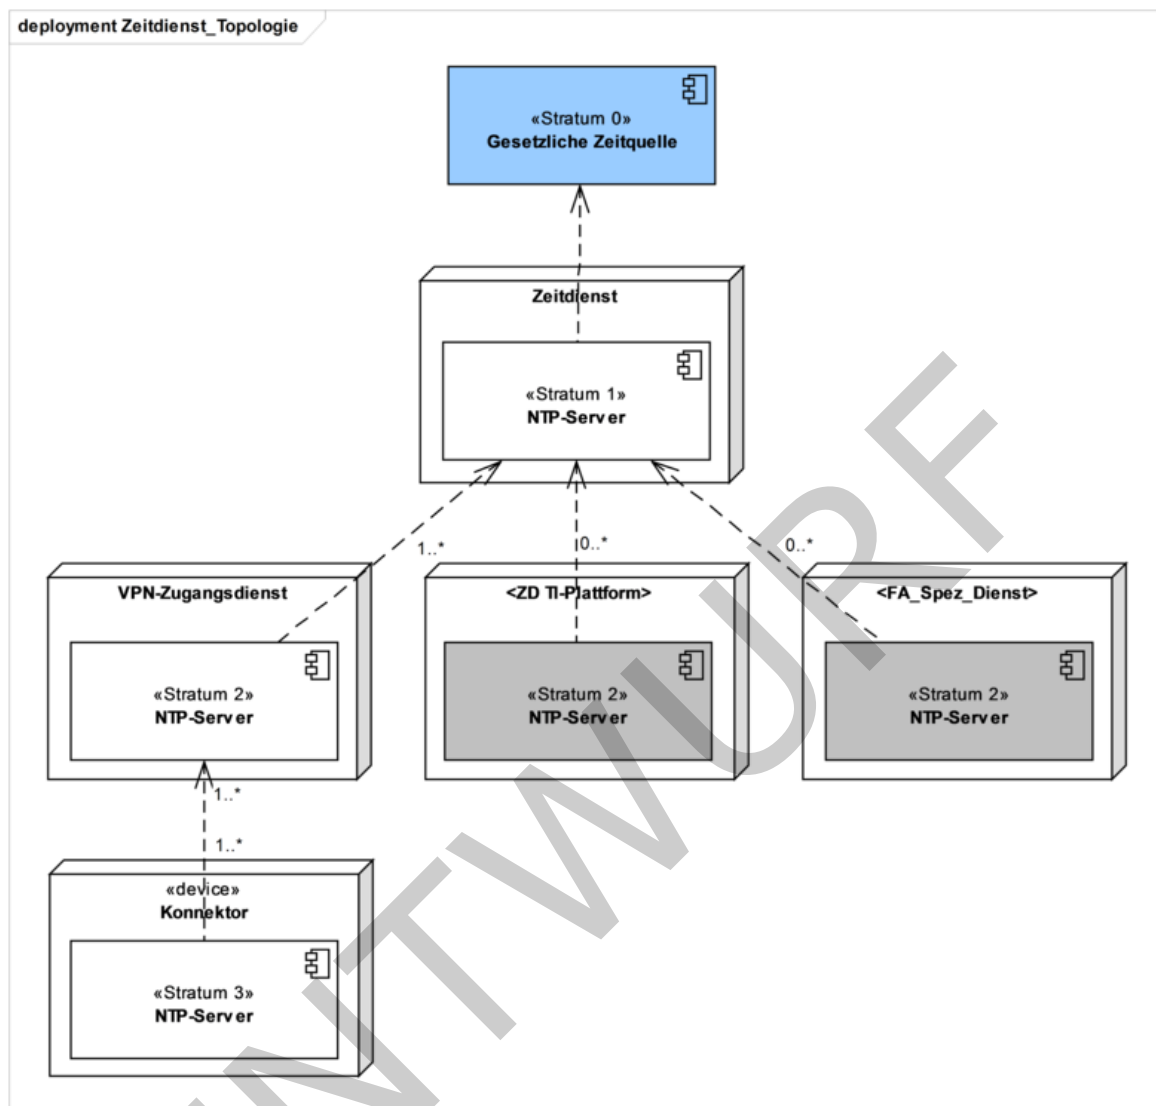 deployment Zeitdienst_Topologie
«Stratum 0»
Gesetzliche Zeitquelle
Zeitdienst
«Stratum 1»
NTP-Server
1..*
0..*
0..*
VPN-Zugangsdienst
<ZD TI-Plattform>
<FA_Spez_Dienst>
«Stratum 2»
NTP-Server
«Stratum 2»
NTP-Server
«Stratum 2»
NTP-Server
1..*
1..*
«device»
Konnektor
«Stratum 3»
NTP-Server
ENTWURF